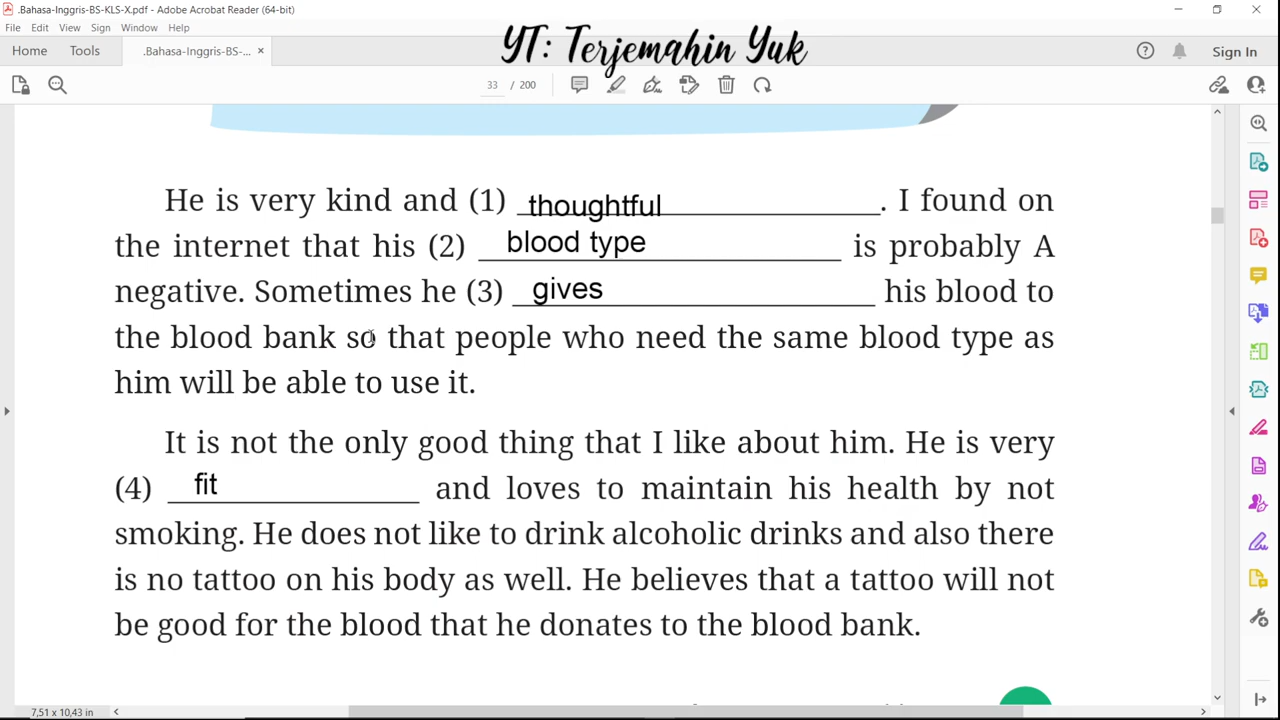 .Bahasa-Inggris-BS-KLS-X.pdf - Adobe Acrobat Reader (64-bit)
File Edit View Sign Window Help
YT: Terjemahin Yuk
Home Tools .Bahasa-Inggris-BS-... × Sign In
33 / 200
He is very kind and (1) thoughtful . I found on
the internet that his (2) blood type is probably A
negative. Sometimes he (3) gives his blood to
the blood bank so that people who need the same blood type as
him will be able to use it.
It is not the only good thing that I like about him. He is very
(4) fit and loves to maintain his health by not
smoking. He does not like to drink alcoholic drinks and also there
is no tattoo on his body as well. He believes that a tattoo will not
be good for the blood that he donates to the blood bank.
7,51 x 10,43 in